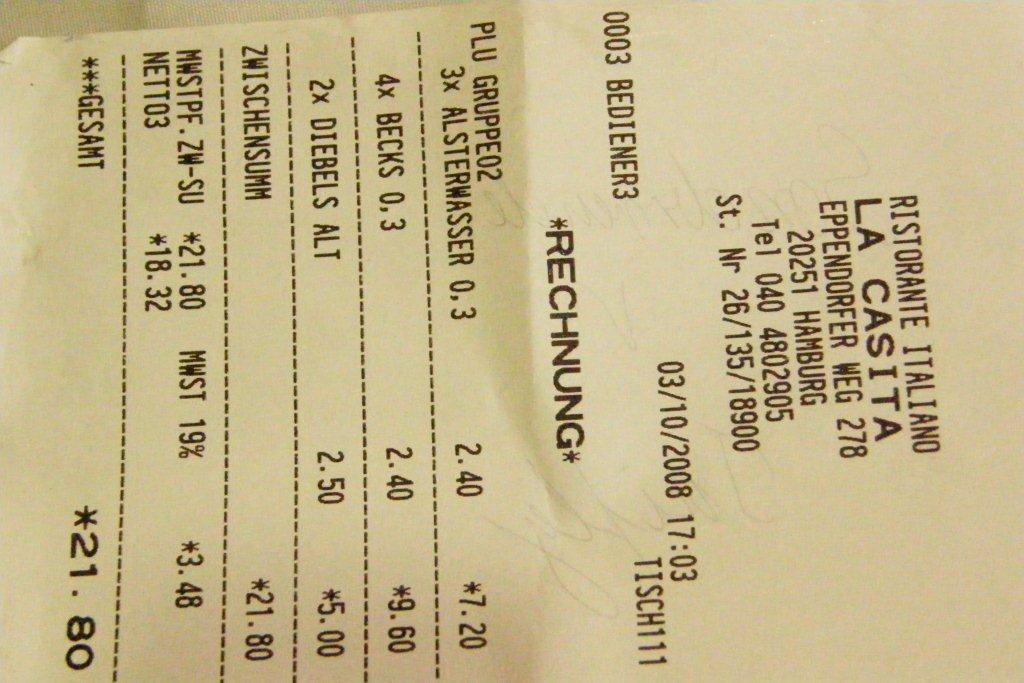 RISTORANTE ITALIANO
LA CASITA
EPPENDORFER WEG 278
20251 HAMBURG
Tel 040 4802905
St. Nr 26/135/18900
03/10/2008 17:03
0003 BEDIENER3 TISCH111
*RECHNUNG*
PLU GRUPPE02
3x ALSTERWASSER 0,3 2.40 *7.20
4x BECKS 0,3 2.40 *9.60
2x DIEBELS ALT 2.50 *5.00
ZWISCHENSUMM *21.80
MWSTPF. ZW-SU *21.80 MWST 19% *3.48
NETTO3 *18.32
***GESAMT *21.80